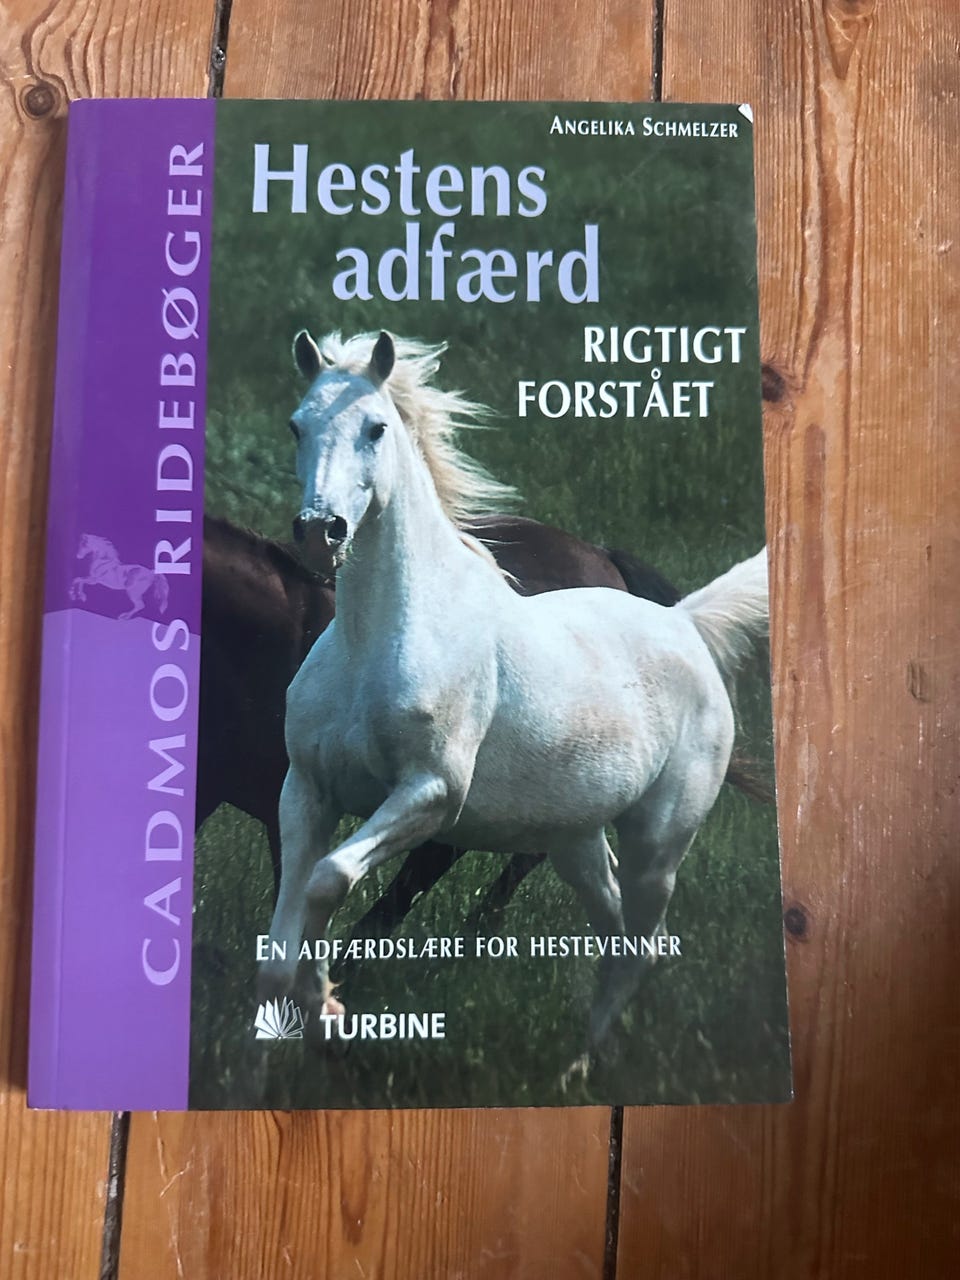 ANGELIKA SCHMELZER
Hestens
adfærd
RIGTIGT
FORSTÅET
CADMOS RIDEBØGER
EN ADFÆRDSLÆRE FOR HESTEVENNER
TURBINE